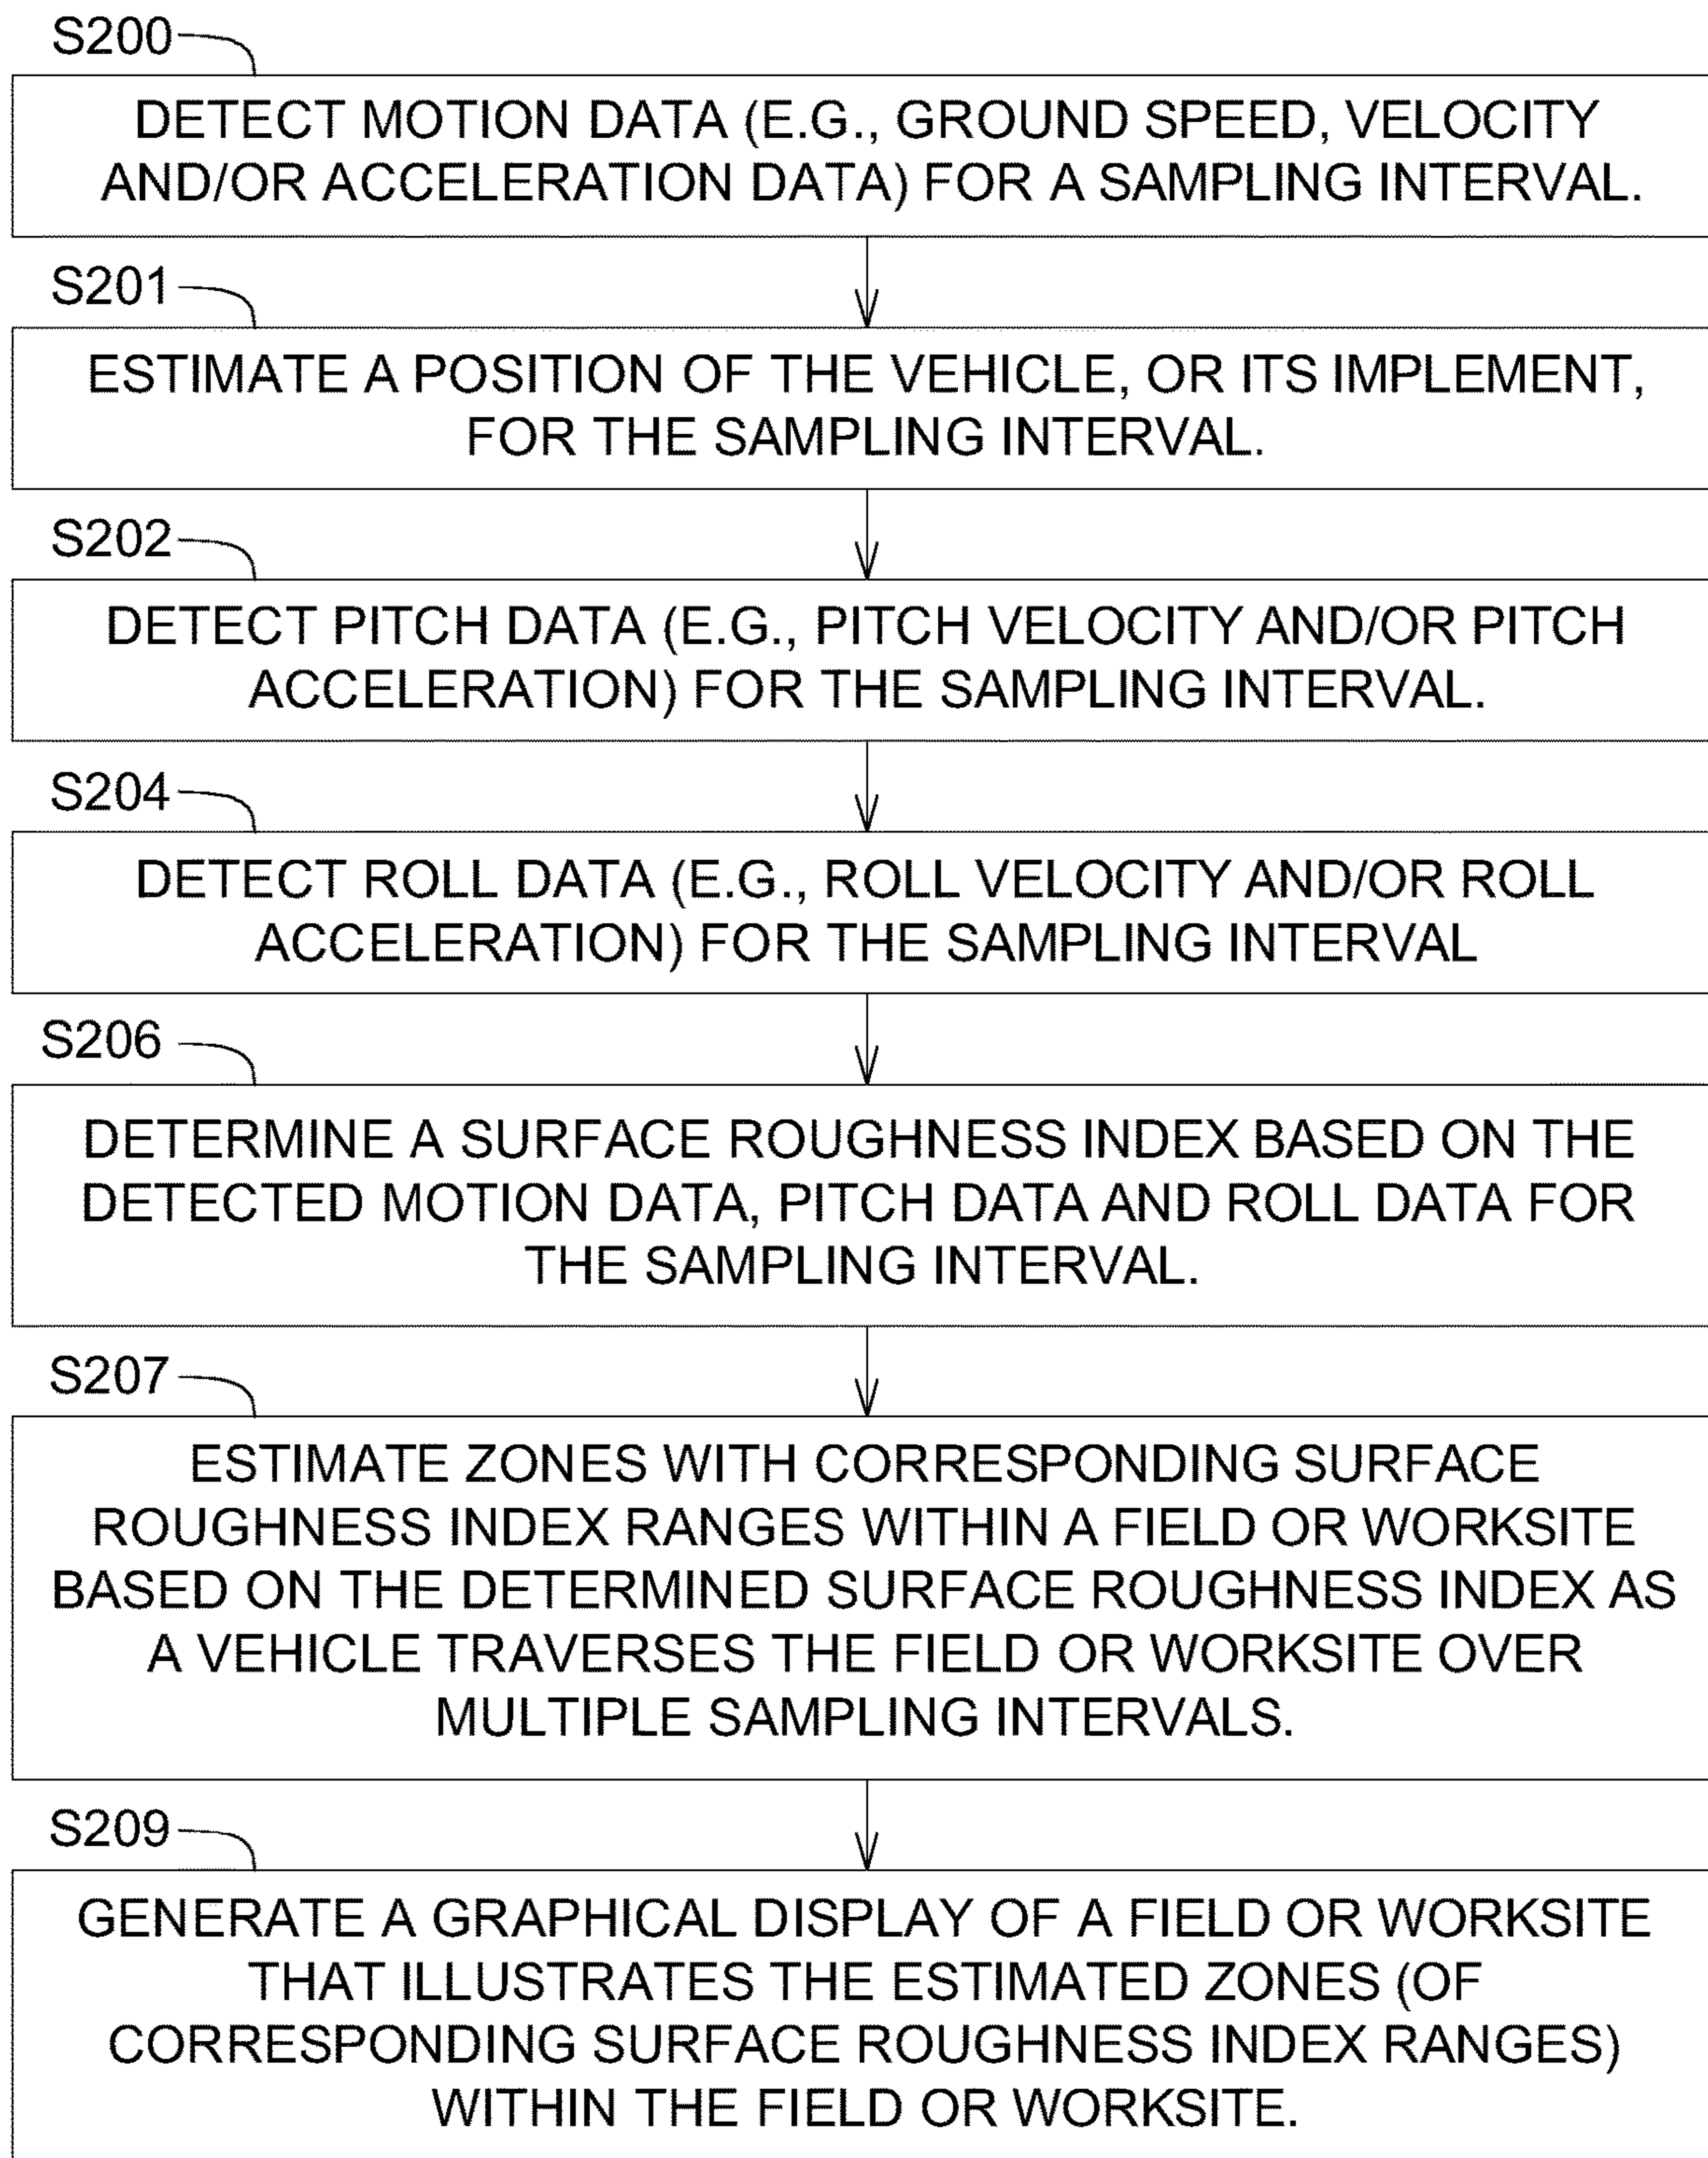 S200
DETECT MOTION DATA (E.G., GROUND SPEED, VELOCITY
AND/OR ACCELERATION DATA) FOR A SAMPLING INTERVAL.
S201
ESTIMATE A POSITION OF THE VEHICLE, OR ITS IMPLEMENT,
FOR THE SAMPLING INTERVAL.
S202
DETECT PITCH DATA (E.G., PITCH VELOCITY AND/OR PITCH
ACCELERATION) FOR THE SAMPLING INTERVAL.
S204
DETECT ROLL DATA (E.G., ROLL VELOCITY AND/OR ROLL
ACCELERATION) FOR THE SAMPLING INTERVAL
S206
DETERMINE A SURFACE ROUGHNESS INDEX BASED ON THE
DETECTED MOTION DATA, PITCH DATA AND ROLL DATA FOR
THE SAMPLING INTERVAL.
S207
ESTIMATE ZONES WITH CORRESPONDING SURFACE
ROUGHNESS INDEX RANGES WITHIN A FIELD OR WORKSITE
BASED ON THE DETERMINED SURFACE ROUGHNESS INDEX AS
A VEHICLE TRAVERSES THE FIELD OR WORKSITE OVER
MULTIPLE SAMPLING INTERVALS.
S209
GENERATE A GRAPHICAL DISPLAY OF A FIELD OR WORKSITE
THAT ILLUSTRATES THE ESTIMATED ZONES (OF
CORRESPONDING SURFACE ROUGHNESS INDEX RANGES)
WITHIN THE FIELD OR WORKSITE.